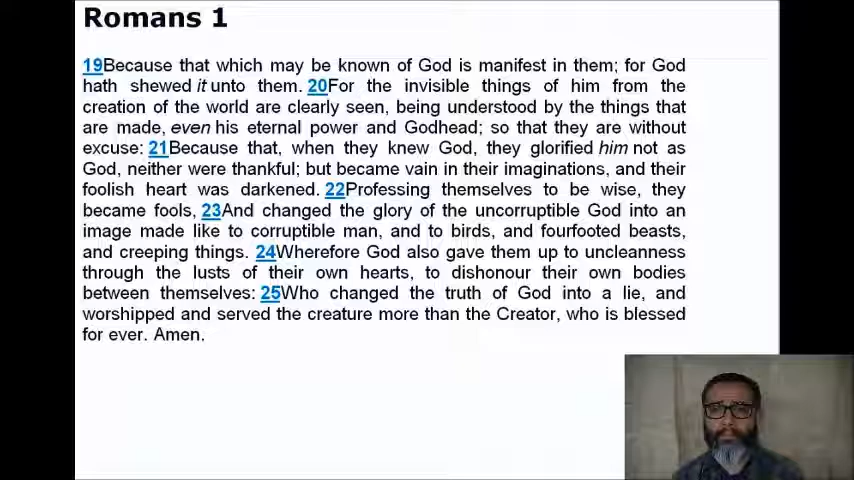 Romans 1
19Because that which may be known of God is manifest in them; for God
hath shewed it unto them. 20For the invisible things of him from the
creation of the world are clearly seen, being understood by the things that
are made, even his eternal power and Godhead; so that they are without
excuse: 21Because that, when they knew God, they glorified him not as
God, neither were thankful; but became vain in their imaginations, and their
foolish heart was darkened. 22Professing themselves to be wise, they
became fools, 23And changed the glory of the uncorruptible God into an
image made like to corruptible man, and to birds, and fourfooted beasts,
and creeping things. 24Wherefore God also gave them up to uncleanness
through the lusts of their own hearts, to dishonour their own bodies
between themselves: 25Who changed the truth of God into a lie, and
worshipped and served the creature more than the Creator, who is blessed
for ever. Amen.